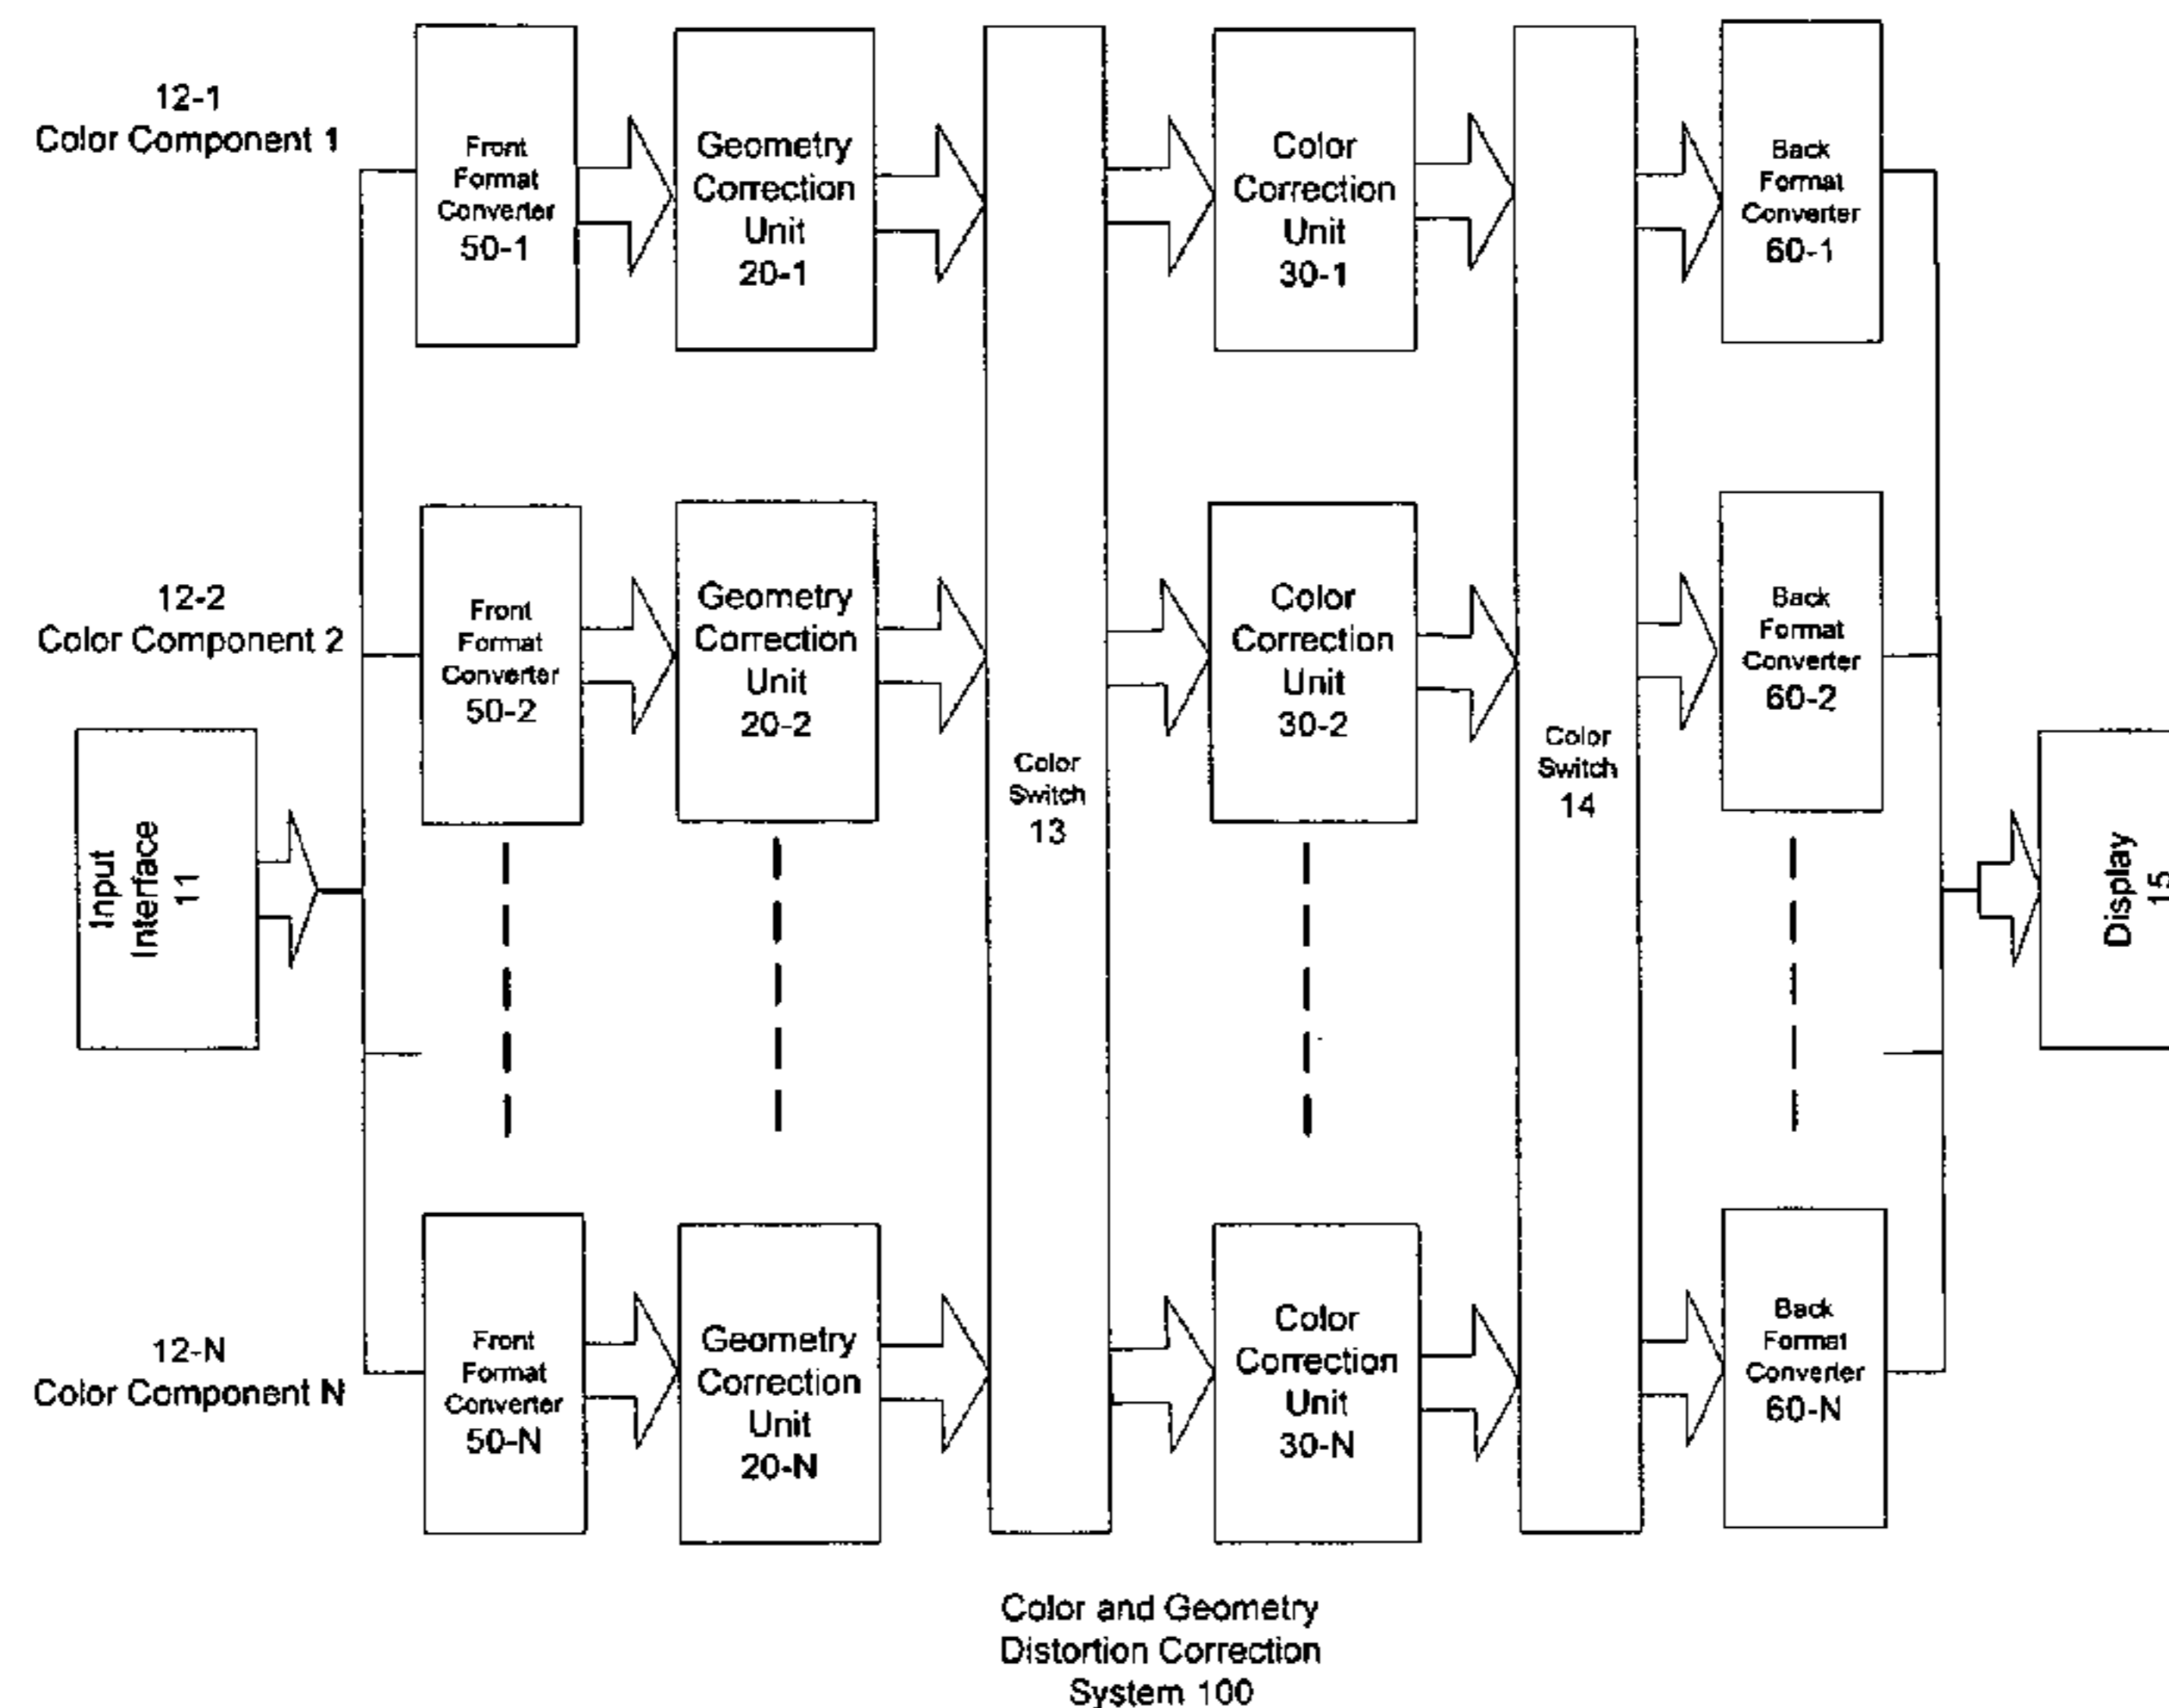 12-1
Color Component 1
Front
Format
Converter
50-1
Geometry
Correction
Unit
20-1
Color
Correction
Unit
30-1
Back
Format
Converter
60-1
12-2
Color Component 2
Front
Format
Converter
50-2
Geometry
Correction
Unit
20-2
Color
Switch
13
Color
Correction
Unit
30-2
Color
Switch
14
Back
Format
Converter
60-2
Input
Interface
11
Display
15
12-N
Color Component N
Front
Format
Converter
50-N
Geometry
Correction
Unit
20-N
Color
Correction
Unit
30-N
Back
Format
Converter
60-N
Color and Geometry
Distortion Correction
System 100